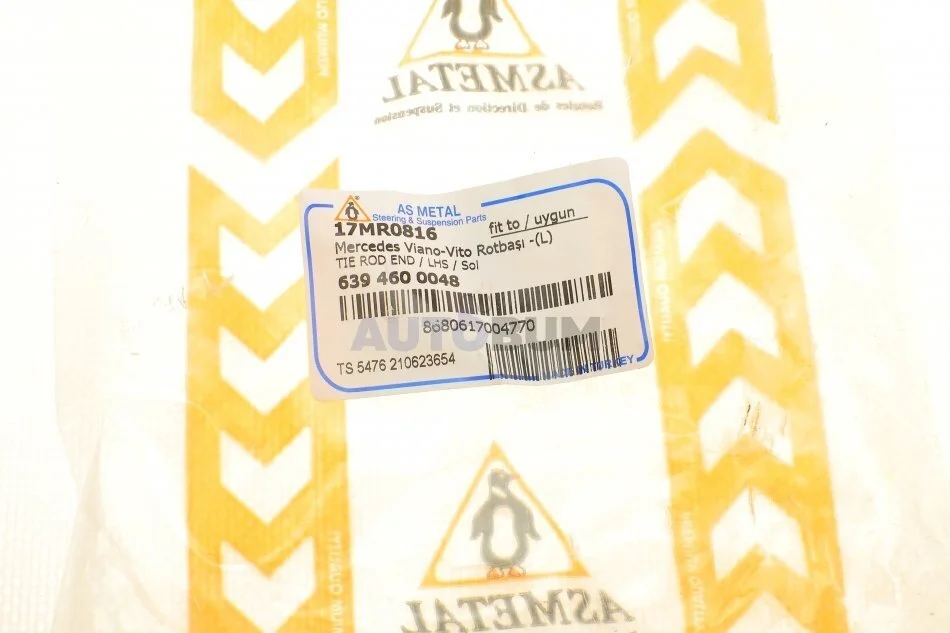 ASMETAL
Rotules de Direction et Suspension
AS METAL
Steering & Suspension Parts
17MR0816
fit to / uygun
Mercedes Viano-Vito Rotbaşı -(L)
TIE ROD END / LHS / Sol
639 460 0048
8680617004770
AUTOBUM
TS 5476 210623654
MADE IN TURKEY
ASMETAL